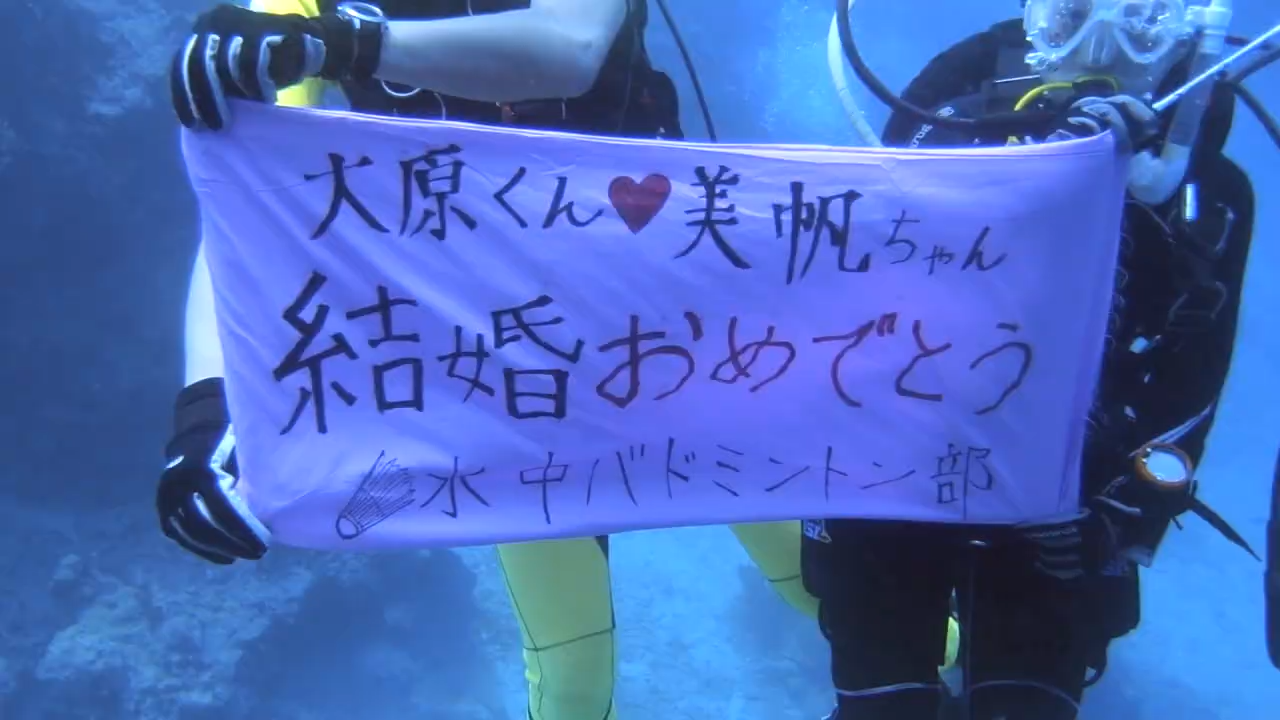 大原くん♥美帆ちゃん
結婚おめでとう
水中バドミントン部